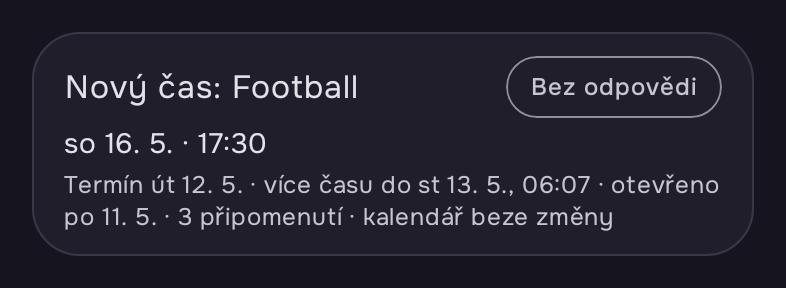 Nový čas: Football
Bez odpovědi
so 16. 5. · 17:30
Termín út 12. 5. · více času do st 13. 5., 06:07 · otevřeno
po 11. 5. · 3 připomenutí · kalendář beze změny